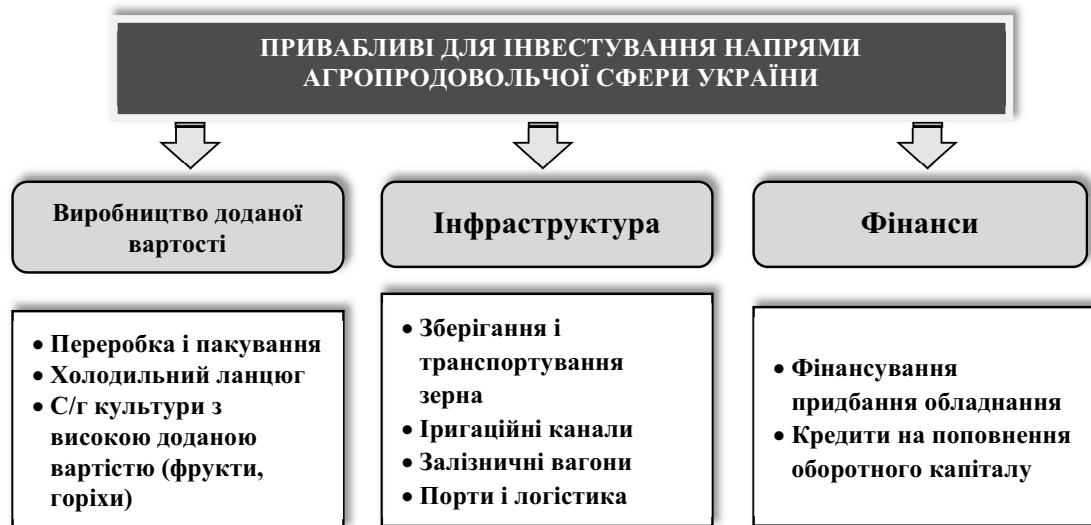 ПРИВАБЛИВІ ДЛЯ ІНВЕСТУВАННЯ НАПРЯМИ
АГРОПРОДОВОЛЬЧОЇ СФЕРИ УКРАЇНИ
Виробництво доданої
вартості
• Переробка і пакування
• Холодильний ланцюг
• С/г культури з
високою доданою
вартістю (фрукти,
горіхи)
Інфраструктура
• Зберігання і
транспортування
зерна
• Іригаційні канали
• Залізничні вагони
• Порти і логістика
Фінанси
• Фінансування
придбання обладнання
• Кредити на поповнення
оборотного капіталу